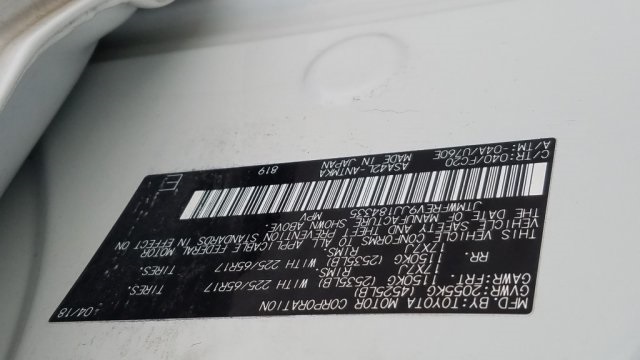 MFD. BY: TOYOTA MOTOR CORPORATION 04/18
GVWR: 2055KG (4525LB)
GAWR: FRT. 1150KG (2535LB) WITH 225/65R17 TIRES.
17X7J RIMS
RR. 1150KG (2535LB) WITH 225/65R17 TIRES.
17X7J RIMS
THIS VEHICLE CONFORMS TO ALL APPLICABLE FEDERAL MOTOR
VEHICLE SAFETY AND THEFT PREVENTION STANDARDS IN EFFECT ON
THE DATE OF MANUFACTURE SHOWN ABOVE.
JTMWFREV9JJ184335 MPV
C/TR: 040/FC20 ASA42L-ANTMKA 819
A/TM: -04A/U760E MADE IN JAPAN